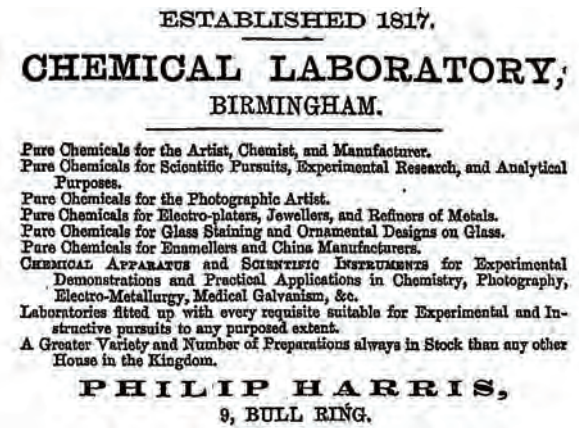 ESTABLISHED 1817.
CHEMICAL LABORATORY,
BIRMINGHAM.
Pure Chemicals for the Artist, Chemist, and Manufacturer.
Pure Chemicals for Scientific Pursuits, Experimental Research, and Analytical
Purposes.
Pure Chemicals for the Photographic Artist.
Pure Chemicals for Electro-platers, Jewellers, and Refiners of Metals.
Pure Chemicals for Glass Staining and Ornamental Designs on Glass.
Pure Chemicals for Enamellers and China Manufacturers.
CHEMICAL APPARATUS and SCIENTIFIC INSTRUMENTS for Experimental
Demonstrations and Practical Applications in Chemistry, Photography,
Electro-Metallurgy, Medical Galvanism, &c.
Laboratories fitted up with every requisite suitable for Experimental and In-
structive pursuits to any purposed extent.
A Greater Variety and Number of Preparations always in Stock than any other
House in the Kingdom.
PHILIP HARRIS,
9, BULL RING.